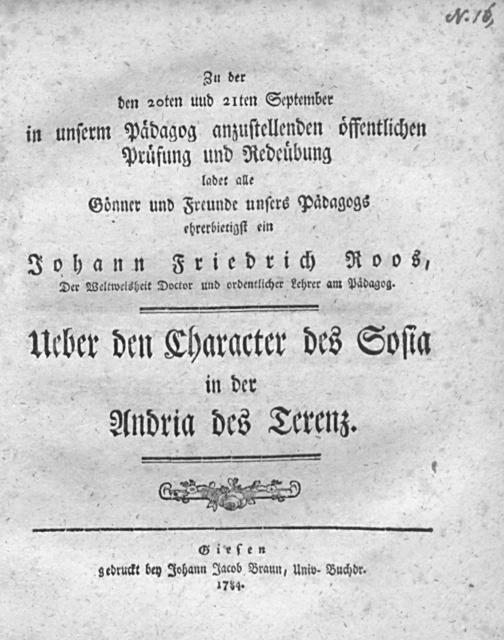 N. 16,
Zu der
den 20ten und 21ten September
in unserm Pädagog anzustellenden öffentlichen
Prüfung und Redeübung
ladet alle
Gönner und Freunde unsers Pädagogs
ehrerbietigst ein
Johann Friedrich Roos,
Der Weltweisheit Doctor und ordentlicher Lehrer am Pädagog.
Ueber den Character des Sosia
in der
Andria des Terenz.
Giesen
gedruckt bey Johann Jacob Braun, Univ. Buchdr.
1784.